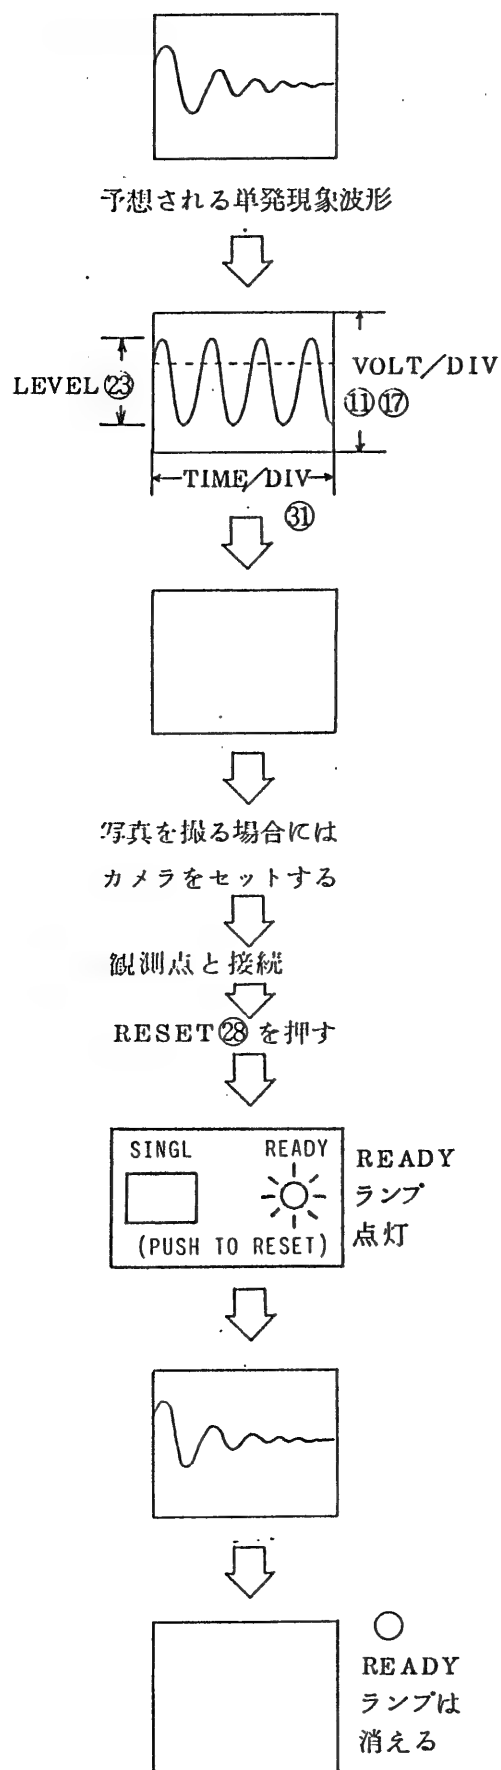 予想される単発現象波形
LEVEL㉓
VOLT/DIV
⑪⑰
TIME/DIV
㉛
写真を撮る場合には
カメラをセットする
観測点と接続
RESET㉘を押す
SINGL READY
(PUSH TO RESET)
READY
ランプ
点灯
READY
ランプは
消える